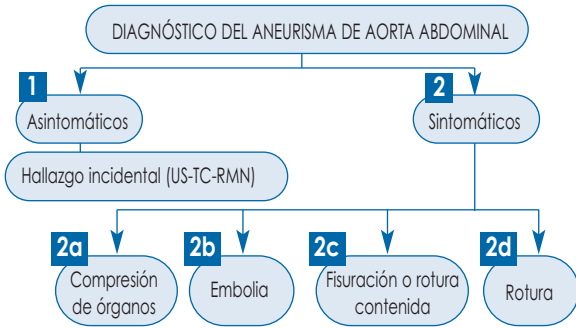 DIAGNÓSTICO DEL ANEURISMA DE AORTA ABDOMINAL
1
Asintomáticos
2
Sintomáticos
Hallazgo incidental (US-TC-RMN)
2a
Compresión
de órganos
2b
Embolia
2c
Fisuración o rotura
contenida
2d
Rotura